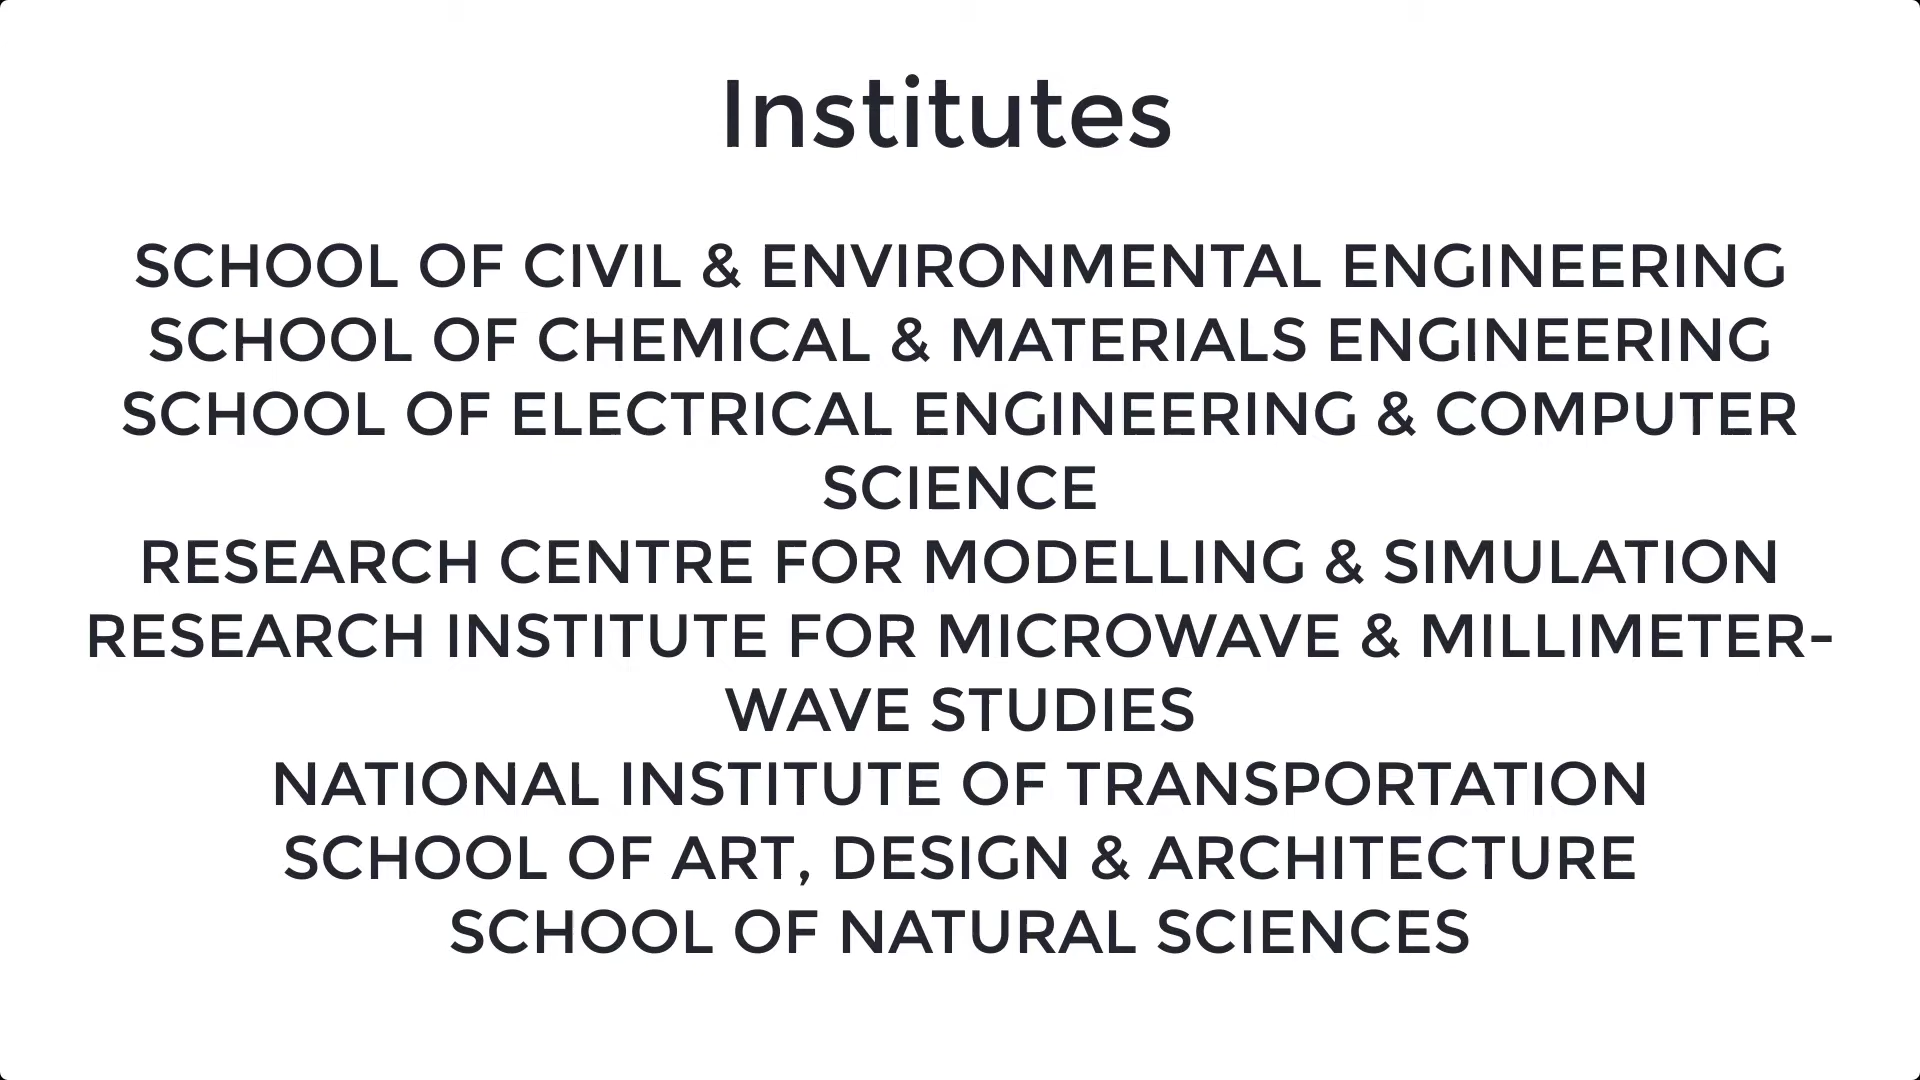 Institutes
SCHOOL OF CIVIL & ENVIRONMENTAL ENGINEERING
SCHOOL OF CHEMICAL & MATERIALS ENGINEERING
SCHOOL OF ELECTRICAL ENGINEERING & COMPUTER
SCIENCE
RESEARCH CENTRE FOR MODELLING & SIMULATION
RESEARCH INSTITUTE FOR MICROWAVE & MILLIMETER-
WAVE STUDIES
NATIONAL INSTITUTE OF TRANSPORTATION
SCHOOL OF ART, DESIGN & ARCHITECTURE
SCHOOL OF NATURAL SCIENCES